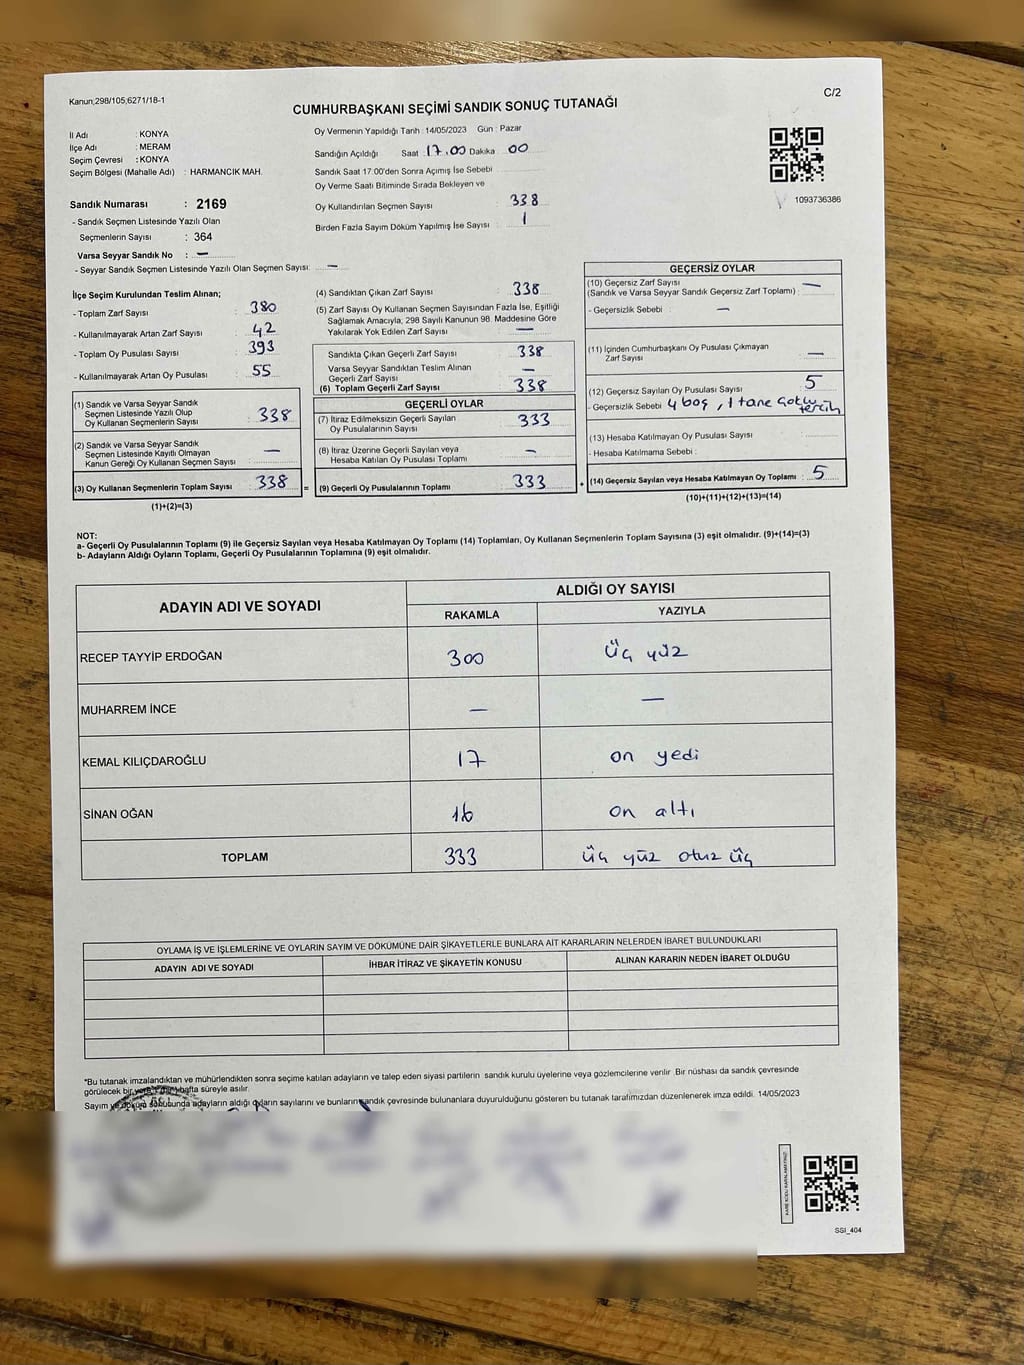 Kanun;298/105;6271/18-1
C/2
CUMHURBAŞKANI SEÇİMİ SANDIK SONUÇ TUTANAĞI
İl Adı : KONYA
İlçe Adı : MERAM
Seçim Çevresi : KONYA
Seçim Bölgesi (Mahalle Adı) : HARMANCIK MAH.
Sandık Numarası : 2169
- Sandık Seçmen Listesinde Yazılı Olan
Seçmenlerin Sayısı : 364
Varsa Seyyar Sandık No : —
- Seyyar Sandık Seçmen Listesinde Yazılı Olan Seçmen Sayısı: —
Oy Vermenin Yapıldığı Tarih :14/05/2023 Gün : Pazar
Sandığın Açıldığı Saat :17.00 Dakika 00
Sandık Saat 17:00'den Sonra Açımış İse Sebebi
Oy Verme Saati Bitiminde Sırada Bekleyen ve
Oy Kullandırılan Seçmen Sayısı : 338
Birden Fazla Sayım Döküm Yapılmış İse Sayısı : 1
1093736386
İlçe Seçim Kurulundan Teslim Alınan;
- Toplam Zarf Sayısı : 380
- Kullanılmayarak Artan Zarf Sayısı : 42
- Toplam Oy Pusulası Sayısı : 393
- Kullanılmayarak Artan Oy Pusulası : 55
(1) Sandık ve Varsa Seyyar Sandık
Seçmen Listesinde Yazılı Olup
Oy Kullanan Seçmenlerin Sayısı : 338
(2) Sandık ve Varsa Seyyar Sandık
Seçmen Listesinde Kayıtlı Olmayan
Kanun Gereği Oy Kullanan Seçmen Sayısı : —
(3) Oy Kullanan Seçmenlerin Toplam Sayısı : 338
(1)+(2)=(3)
=
(4) Sandıktan Çıkan Zarf Sayısı : 338
(5) Zarf Sayısı Oy Kullanan Seçmen Sayısından Fazla İse, Eşitliği
Sağlamak Amacıyla, 298 Sayılı Kanunun 98. Maddesine Göre
Yakılarak Yok Edilen Zarf Sayısı : —
Sandıkta Çıkan Geçerli Zarf Sayısı : 338
Varsa Seyyar Sandıktan Teslim Alınan
Geçerli Zarf Sayısı : —
(6) Toplam Geçerli Zarf Sayısı : 338
GEÇERLİ OYLAR
(7) İtiraz Edilmeksizin Geçerli Sayılan
Oy Pusulalarının Sayısı : 333
(8) İtiraz Üzerine Geçerli Sayılan veya
Hesaba Katılan Oy Pusulası Toplamı : —
(9) Geçerli Oy Pusulalarının Toplamı : 333
+
GEÇERSİZ OYLAR
(10) Geçersiz Zarf Sayısı
(Sandık ve Varsa Seyyar Sandık Geçersiz Zarf Toplamı) : —
- Geçersizlik Sebebi : —
(11) İçinden Cumhurbaşkanı Oy Pusulası Çıkmayan
Zarf Sayısı : —
(12) Geçersiz Sayılan Oy Pusulası Sayısı : 5
- Geçersizlik Sebebi 4 boş, 1 tane çoklu
tercih
(13) Hesaba Katılmayan Oy Pusulası Sayısı :
- Hesaba Katılmama Sebebi :
(14) Geçersiz Sayılan veya Hesaba Katılmayan Oy Toplamı : 5
(10)+(11)+(12)+(13)=(14)
NOT:
a- Geçerli Oy Pusulalarının Toplamı (9) ile Geçersiz Sayılan veya Hesaba Katılmayan Oy Toplamı (14) Toplamları, Oy Kullanan Seçmenlerin Toplam Sayısına (3) eşit olmalıdır. (9)+(14)=(3)
b- Adayların Aldığı Oyların Toplamı, Geçerli Oy Pusulalarının Toplamına (9) eşit olmalıdır.
ADAYIN ADI VE SOYADI
ALDIĞI OY SAYISI
RAKAMLA YAZIYLA
RECEP TAYYİP ERDOĞAN 300 üç yüz
MUHARREM İNCE — —
KEMAL KILIÇDAROĞLU 17 on yedi
SİNAN OĞAN 16 on altı
TOPLAM 333 üç yüz otuz üç
OYLAMA İŞ VE İŞLEMLERİNE VE OYLARIN SAYIM VE DÖKÜMÜNE DAİR ŞİKAYETLERLE BUNLARA AİT KARARLARIN NELERDEN İBARET BULUNDUKLARI
ADAYIN ADI VE SOYADI İHBAR İTİRAZ VE ŞİKAYETİN KONUSU ALINAN KARARIN NEDEN İBARET OLDUĞU
*Bu tutanak imzalandıktan ve mühürlendikten sonra seçime katılan adayların ve talep eden siyasi partilerin sandık kurulu üyelerine veya gözlemcilerine verilir Bir nüshası da sandık çevresinde
görülecek bir yere 1 bir hafta süreyle asılır.
Sayım ve döküm sonucunda adayların aldığı oyların sayılarını ve bunların sandık çevresinde bulunanlara duyurulduğunu gösteren bu tutanak tarafımızdan düzenlenerek imza edildi. 14/05/2023
KARE KODU KARALAMAYINIZ.
SSI_404